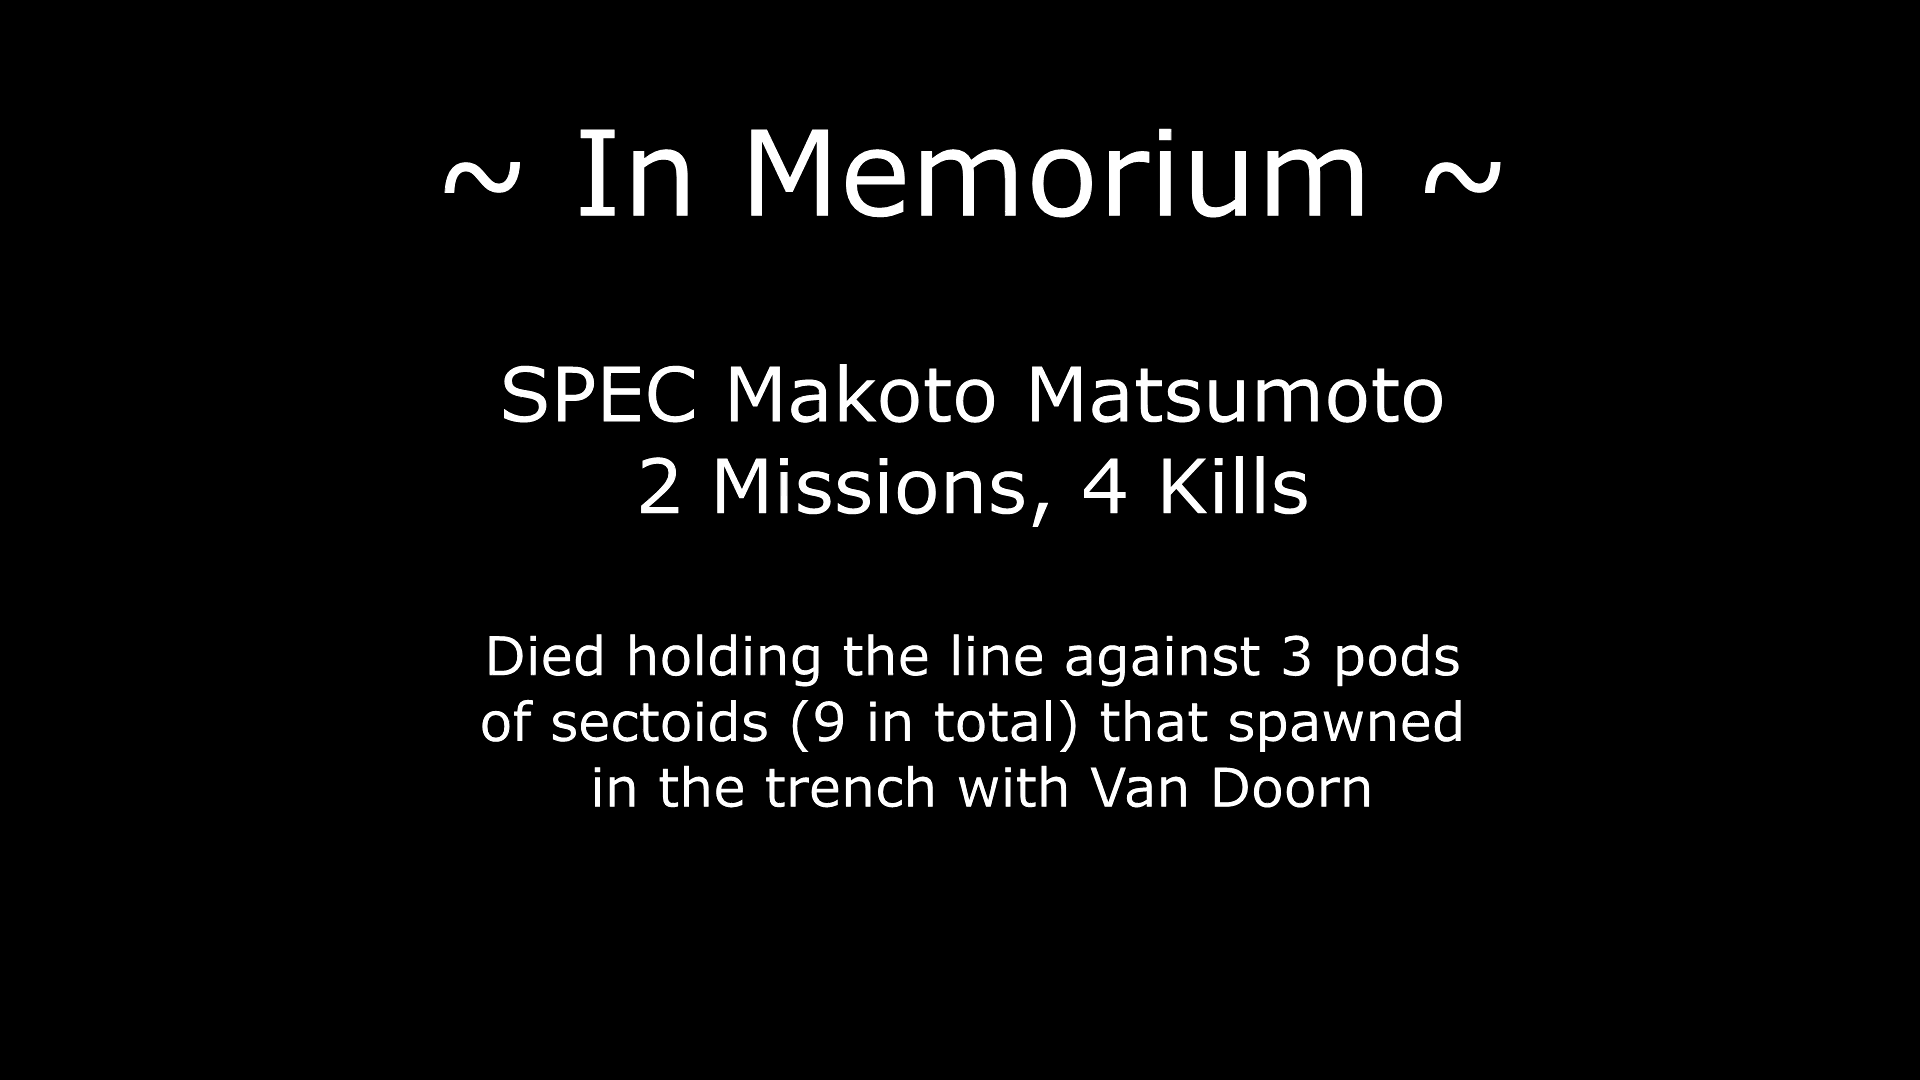 ~ In Memorium ~
SPEC Makoto Matsumoto
2 Missions, 4 Kills
Died holding the line against 3 pods
of sectoids (9 in total) that spawned
in the trench with Van Doorn